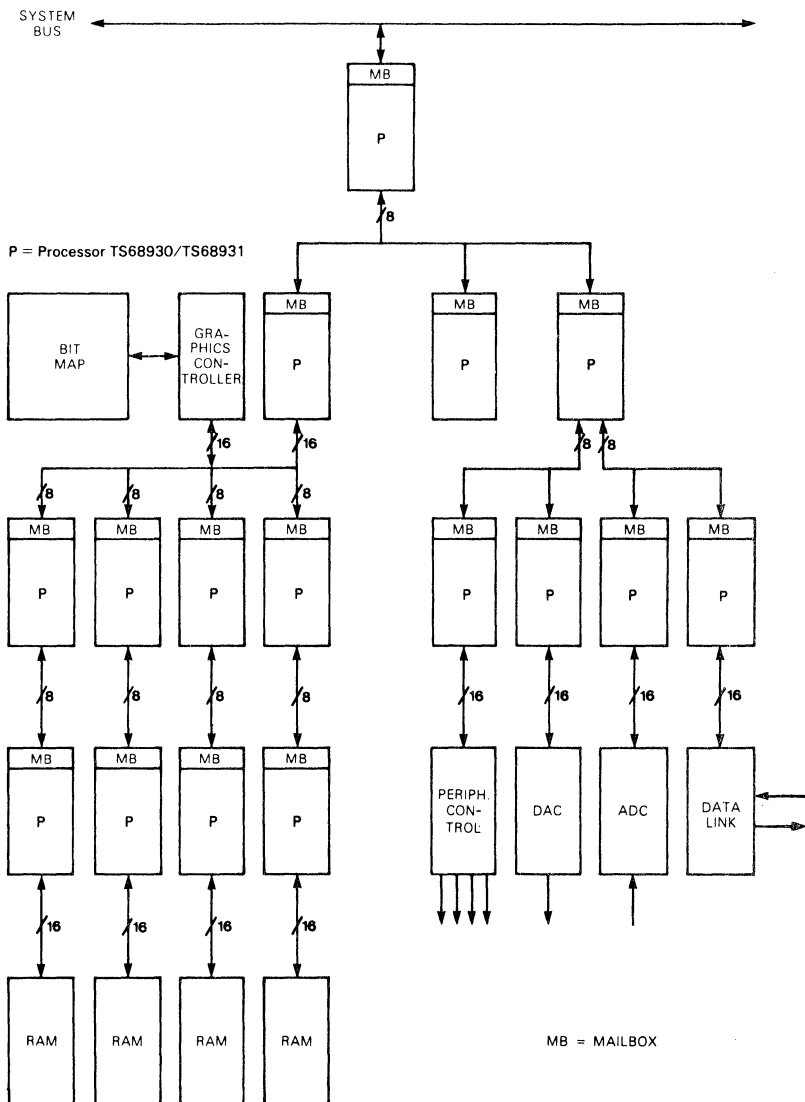 SYSTEM
BUS
MB
P
8
P = Processor TS68930/TS68931
BIT
MAP
GRA-
PHICS
CON-
TROLLER
MB
P
MB
P
MB
P
16
16
8
8
8
8
8
8
MB
MB
MB
MB
MB
MB
MB
MB
P
P
P
P
P
P
P
P
8
8
8
8
16
16
16
16
MB
MB
MB
MB
P
P
P
P
PERIPH.
CON-
TROL
DAC
ADC
DATA
LINK
16
16
16
16
RAM
RAM
RAM
RAM
MB = MAILBOX